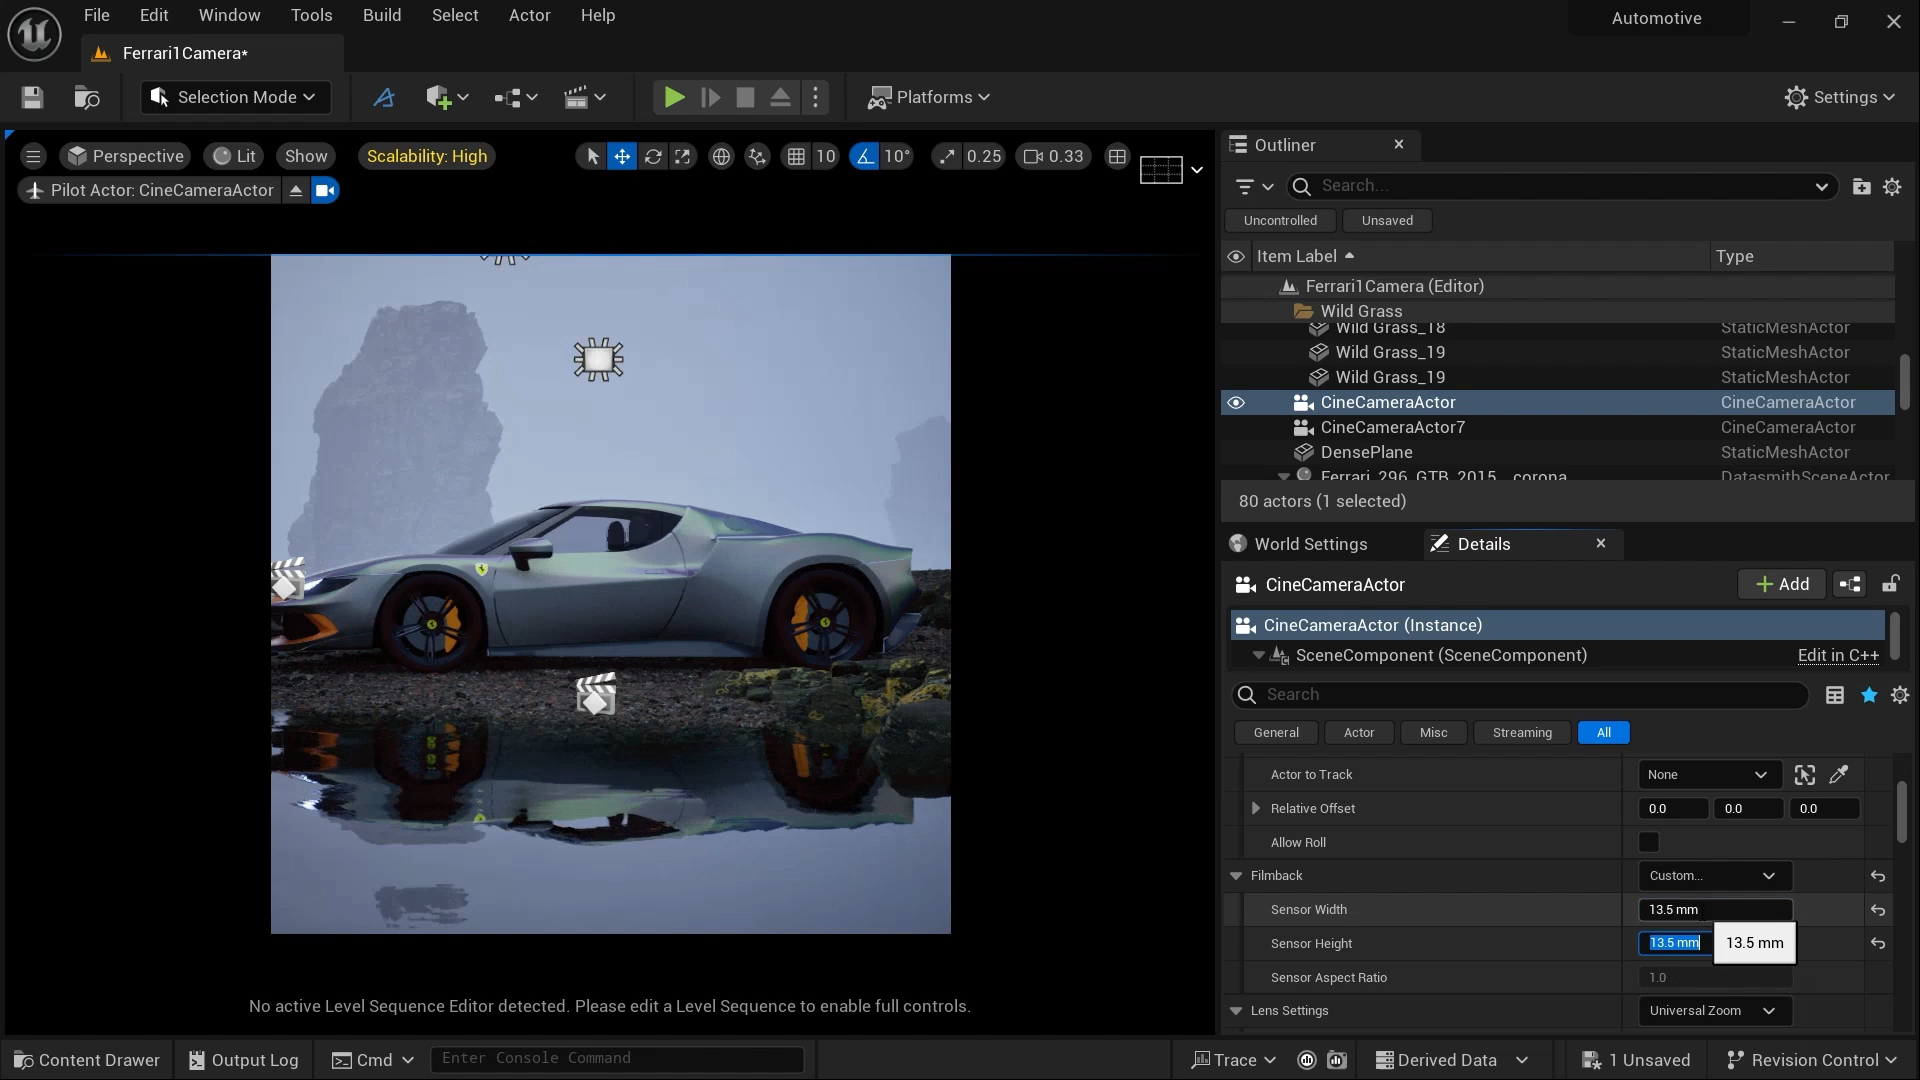 File Edit Window Tools Build Select Actor Help
Automotive
Ferrari1Camera*
Selection Mode
Platforms
Settings
Perspective Lit Show Scalability: High 10 10° 0.25 0.33
Pilot Actor: CineCameraActor
No active Level Sequence Editor detected. Please edit a Level Sequence to enable full controls.
Outliner
Search...
Uncontrolled Unsaved
Item Label Type
Ferrari1Camera (Editor)
Wild Grass
Wild Grass_18 StaticMeshActor
Wild Grass_19 StaticMeshActor
Wild Grass_19 StaticMeshActor
CineCameraActor CineCameraActor
CineCameraActor7 CineCameraActor
DensePlane StaticMeshActor
Ferrari_296_GTB_2015__corona DatasmithSceneActor
80 actors (1 selected)
World Settings Details
CineCameraActor Add
CineCameraActor (Instance)
SceneComponent (SceneComponent) Edit in C++
Search
General Actor Misc Streaming All
Actor to Track None
Relative Offset 0.0 0.0 0.0
Allow Roll
Filmback Custom...
Sensor Width 13.5 mm
Sensor Height 13.5 mm 13.5 mm
Sensor Aspect Ratio 1.0
Lens Settings Universal Zoom
Content Drawer Output Log Cmd Enter Console Command Trace Derived Data 1 Unsaved Revision Control